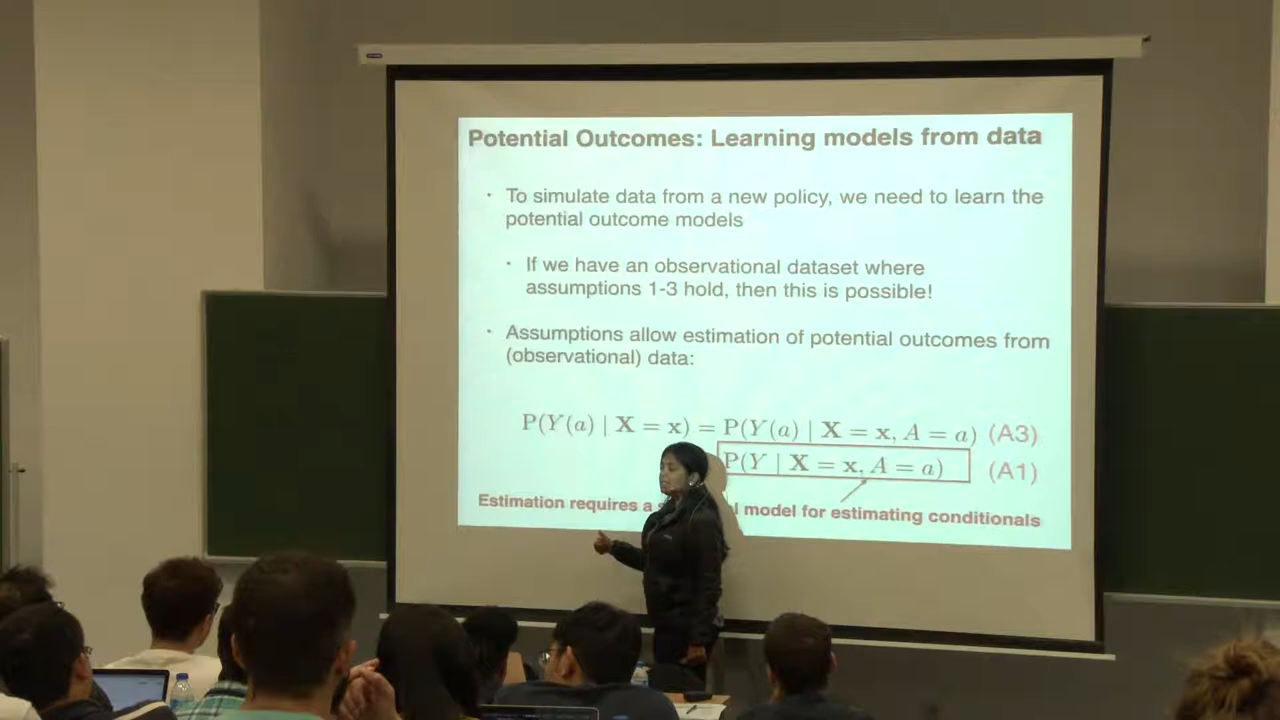 Potential Outcomes: Learning models from data
· To simulate data from a new policy, we need to learn the
potential outcome models
· If we have an observational dataset where
assumptions 1-3 hold, then this is possible!
· Assumptions allow estimation of potential outcomes from
(observational) data:
P(Y(a) | X = x) = P(Y(a) | X = x, A = a) (A3)
P(Y | X = x, A = a) (A1)
Estimation requires a model for estimating conditionals